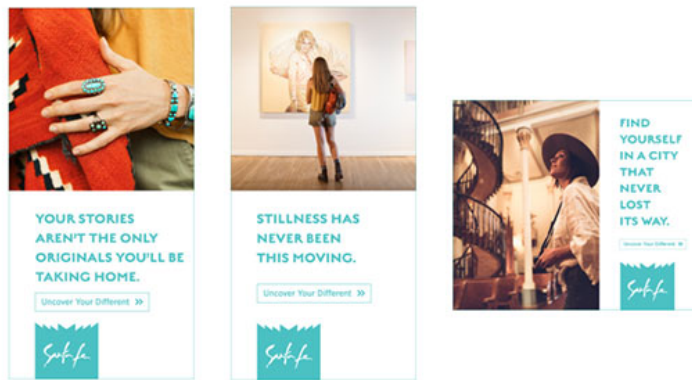 YOUR STORIES
AREN'T THE ONLY
ORIGINALS YOU'LL BE
TAKING HOME.
Uncover Your Different »
Santa Fe
STILLNESS HAS
NEVER BEEN
THIS MOVING.
Uncover Your Different »
Santa Fe
FIND
YOURSELF
IN A CITY
THAT
NEVER
LOST
ITS WAY.
Uncover Your Different »
Santa Fe